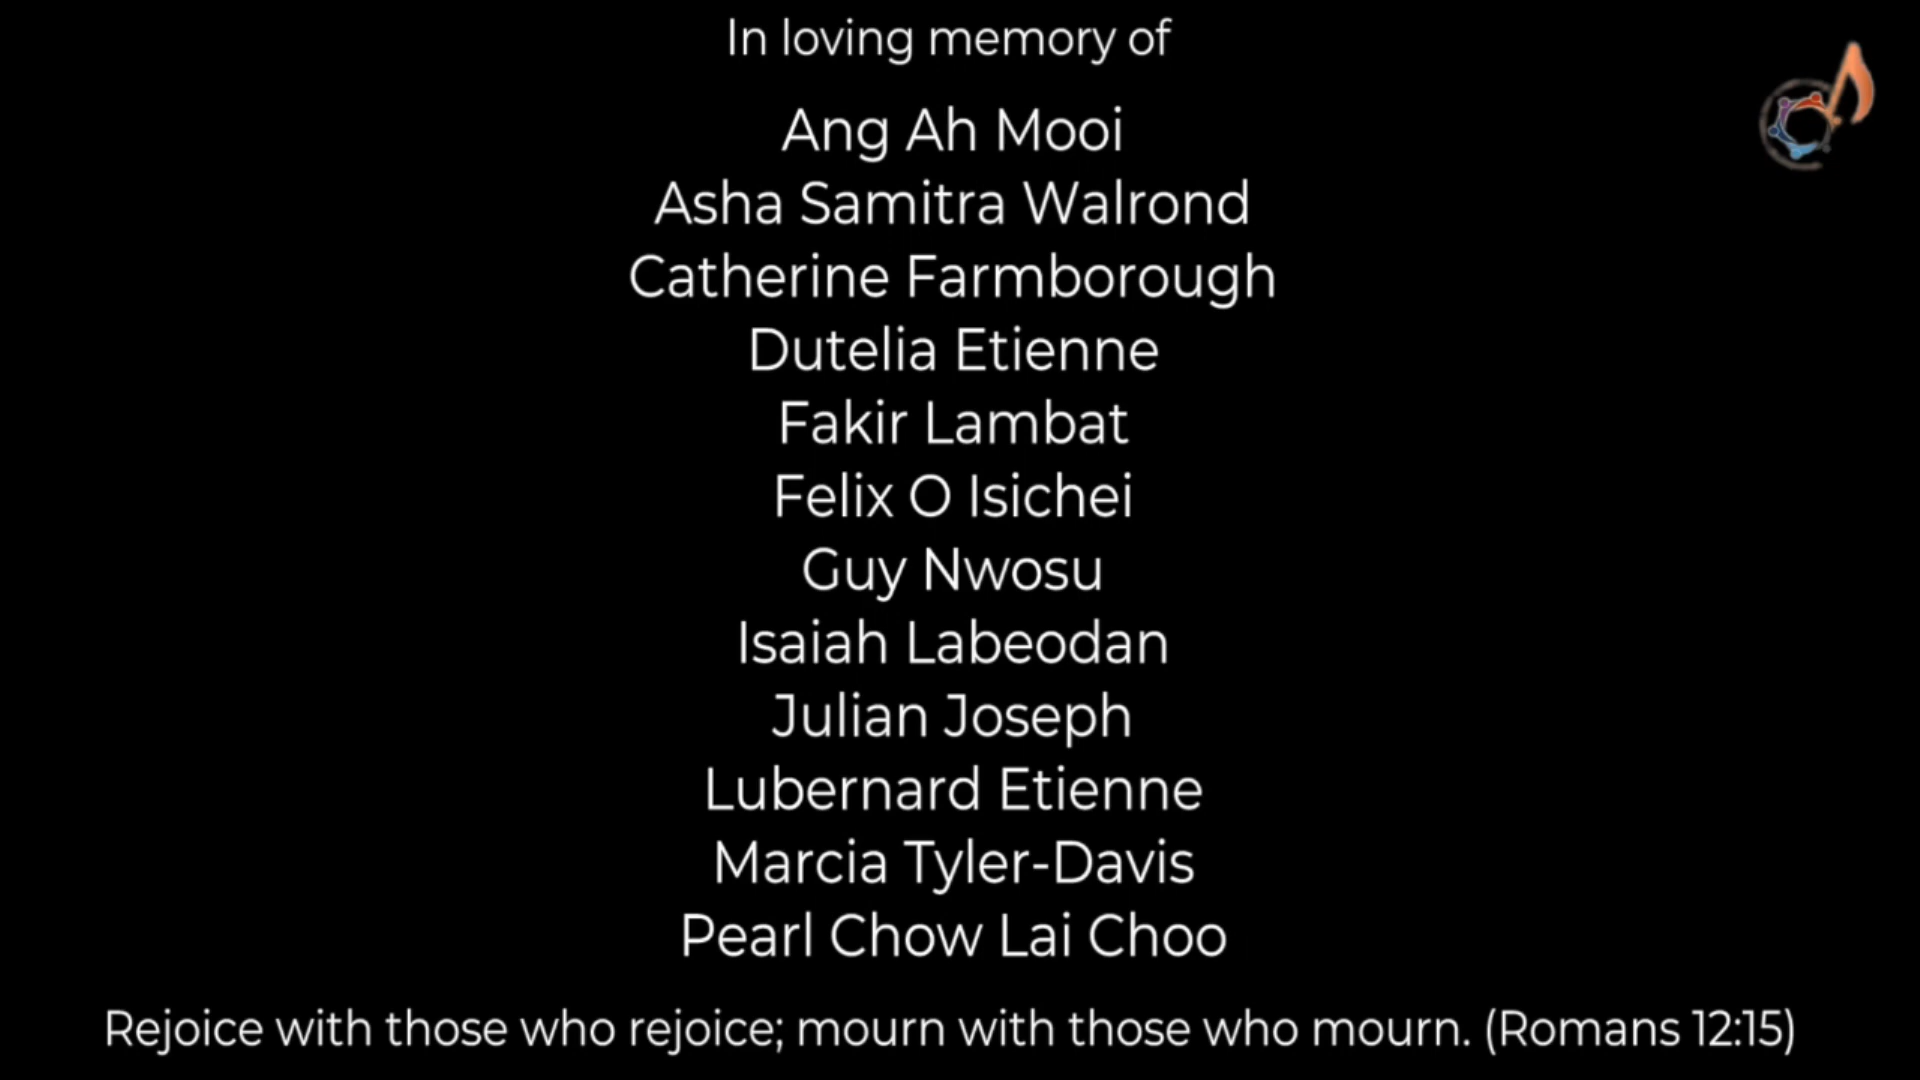 In loving memory of
Ang Ah Mooi
Asha Samitra Walrond
Catherine Farmborough
Dutelia Etienne
Fakir Lambat
Felix O Isichei
Guy Nwosu
Isaiah Labeodan
Julian Joseph
Lubernard Etienne
Marcia Tyler-Davis
Pearl Chow Lai Choo
Rejoice with those who rejoice; mourn with those who mourn. (Romans 12:15)